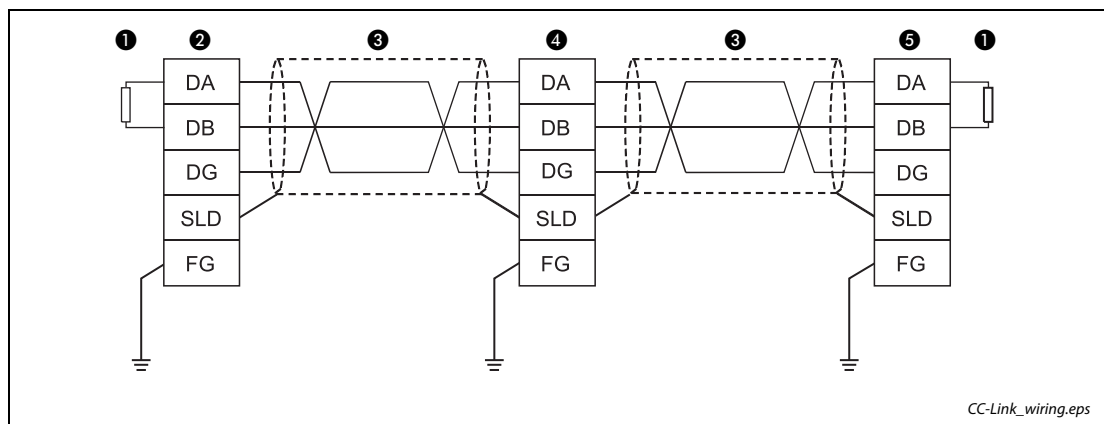 ❶ ❷ ❸ ❹ ❸ ❺ ❶
DA DA DA
DB DB DB
DG DG DG
SLD SLD SLD
FG FG FG
CC-Link_wiring.eps